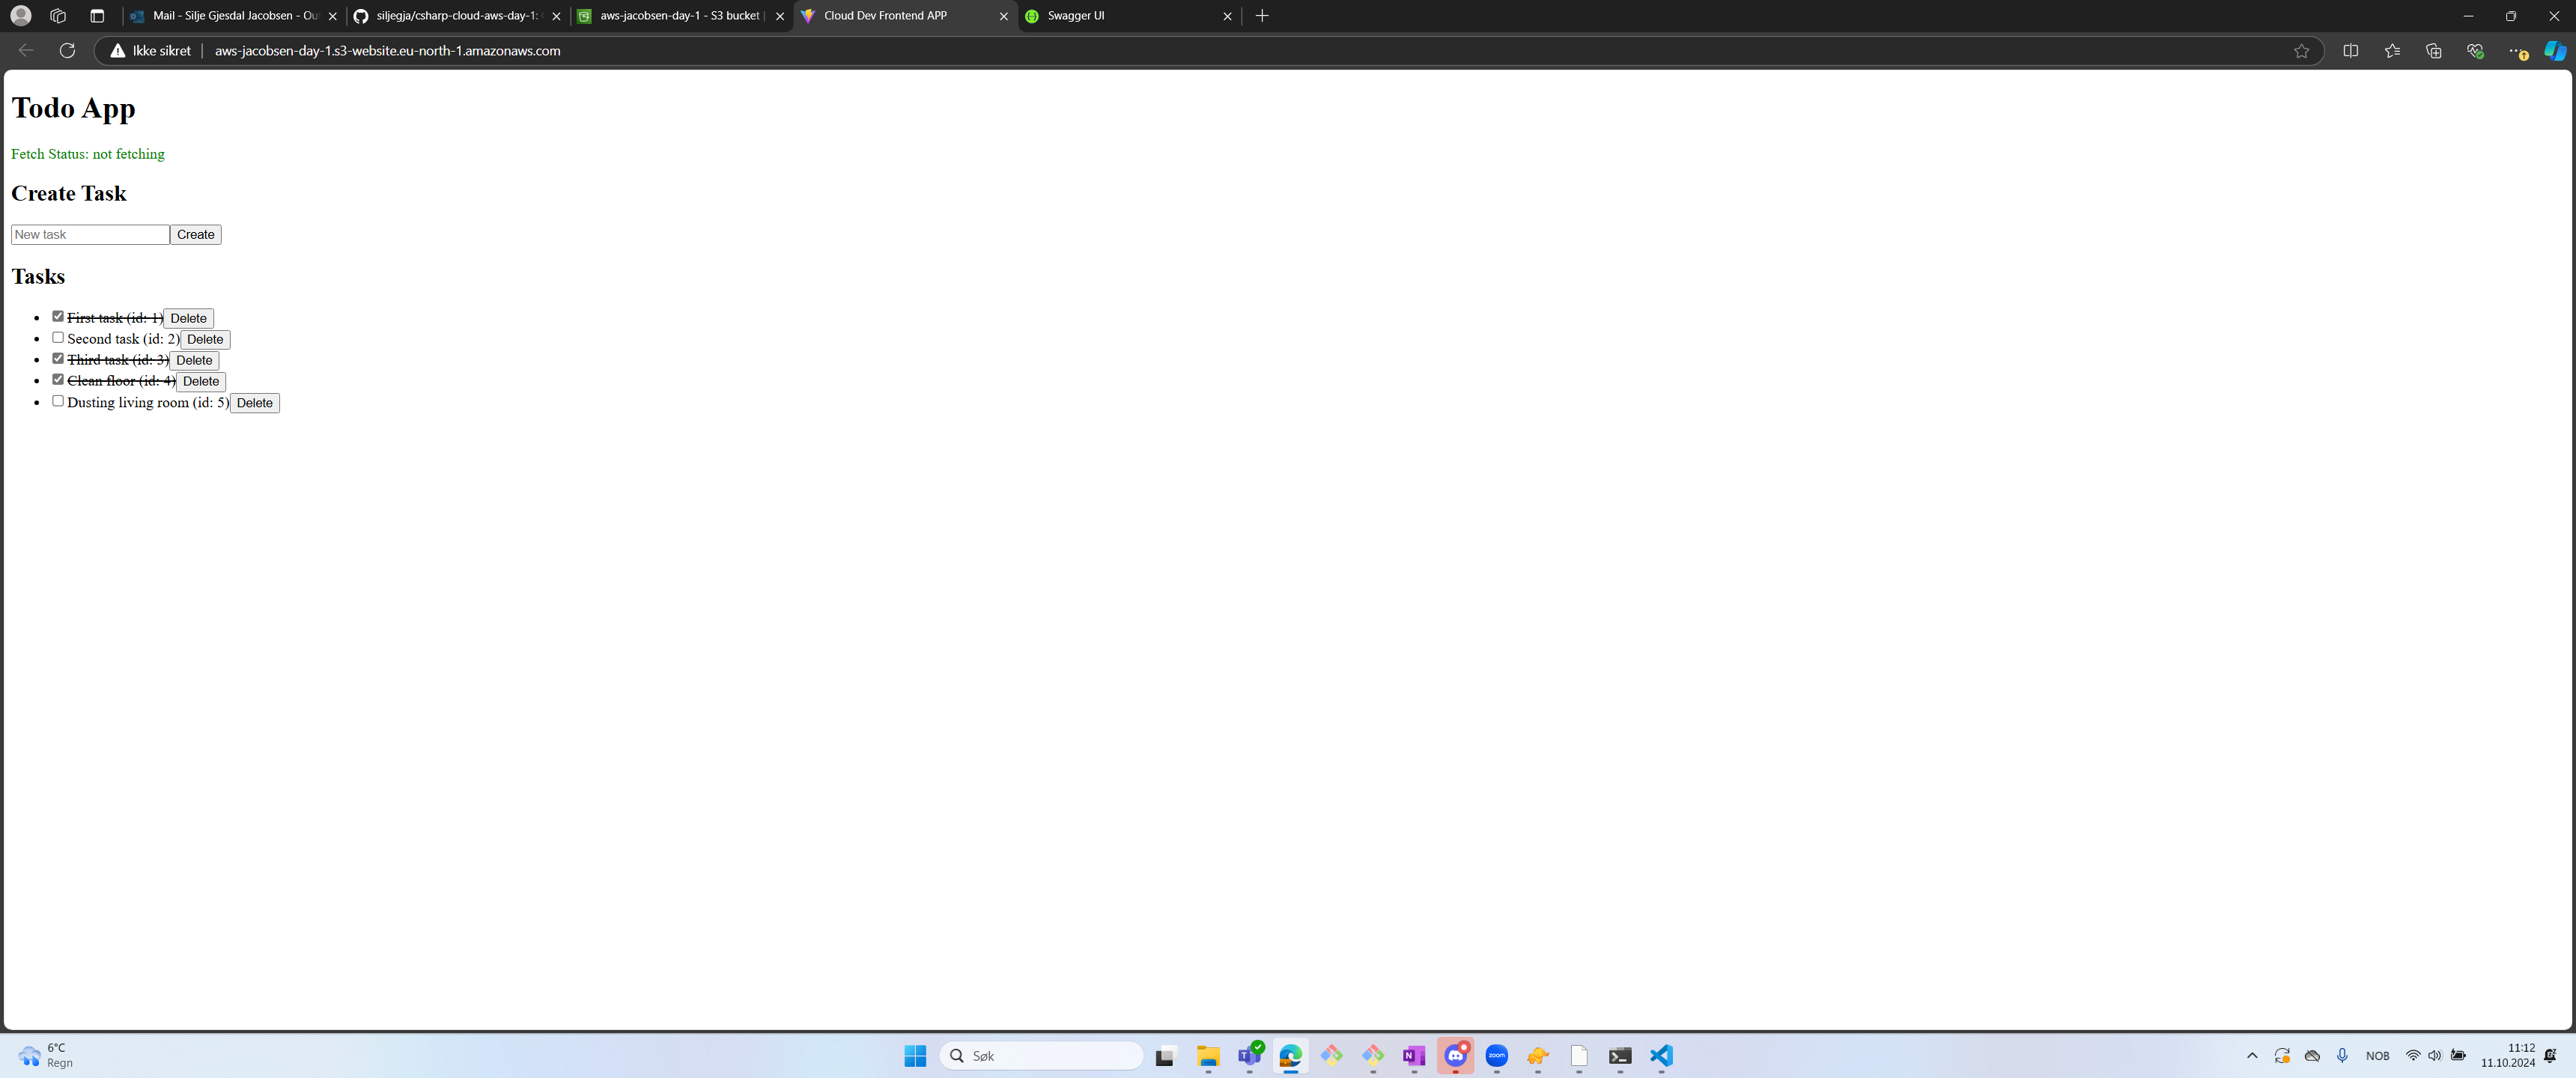 Mail - Silje Gjesdal Jacobsen - Ou
siljegja/csharp-cloud-aws-day-1:
aws-jacobsen-day-1 - S3 bucket |
Cloud Dev Frontend APP
Swagger UI
Ikke sikret
aws-jacobsen-day-1.s3-website.eu-north-1.amazonaws.com
Todo App
Fetch Status: not fetching
Create Task
New task Create
Tasks
First task (id: 1) Delete
Second task (id: 2) Delete
Third task (id: 3) Delete
Clean floor (id: 4) Delete
Dusting living room (id: 5) Delete
6°C
Regn
Søk
zoom
NOB
11:12
11.10.2024